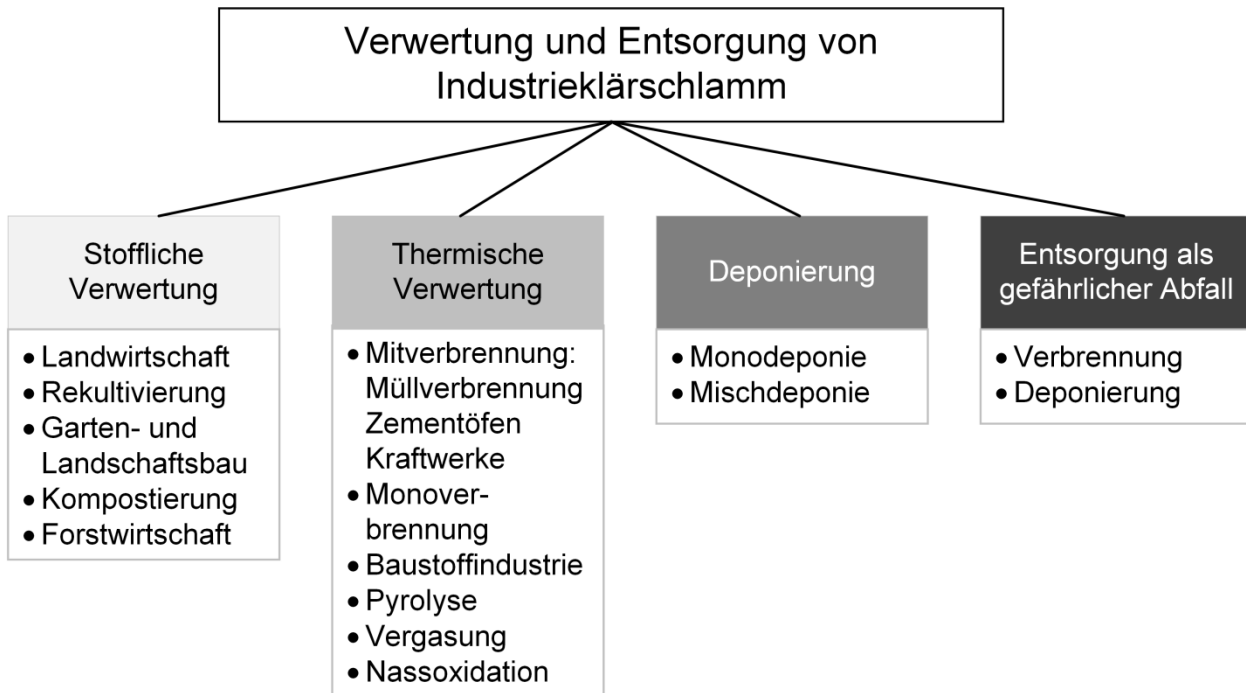 Verwertung und Entsorgung von
Industrieklärschlamm
Stoffliche
Verwertung
• Landwirtschaft
• Rekultivierung
• Garten- und
Landschaftsbau
• Kompostierung
• Forstwirtschaft
Thermische
Verwertung
• Mitverbrennung:
Müllverbrennung
Zementöfen
Kraftwerke
• Monover-
brennung
• Baustoffindustrie
• Pyrolyse
• Vergasung
• Nassoxidation
Deponierung
• Monodeponie
• Mischdeponie
Entsorgung als
gefährlicher Abfall
• Verbrennung
• Deponierung